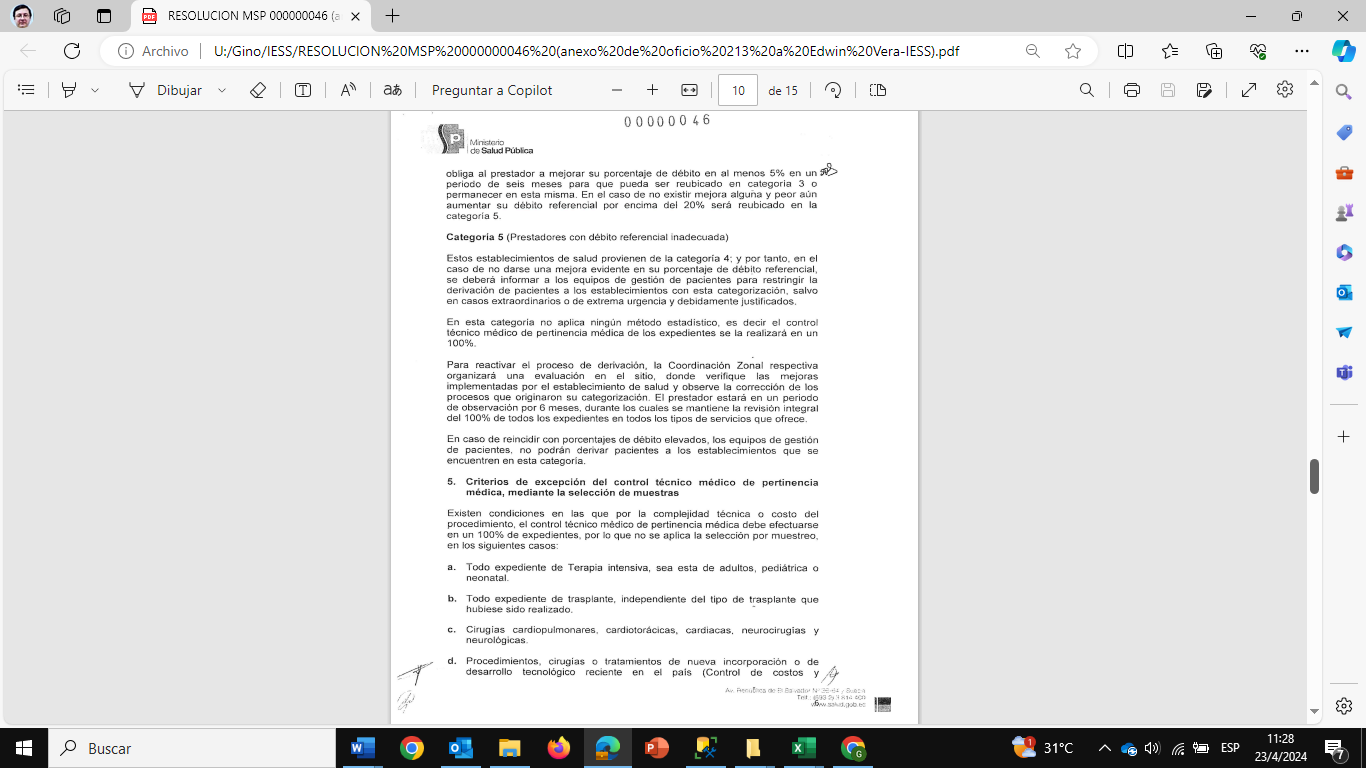 RESOLUCION MSP 000000046 (a
Archivo
U:/Gino/IESS/RESOLUCION%20MSP%20000000046%20(anexo%20de%20oficio%20213%20a%20Edwin%20Vera-IESS).pdf
Dibujar
Preguntar a Copilot
10
de 15
00000046
Ministerio
de Salud Pública
obliga al prestador a mejorar su porcentaje de débito en al menos 5% en un
periodo de seis meses para que pueda ser reubicado en categoría 3 o
permanecer en esta misma. En el caso de no existir mejora alguna y peor aún
aumentar su débito referencial por encima del 20% será reubicado en la
categoría 5.
Categoría 5 (Prestadores con débito referencial inadecuada)
Estos establecimientos de salud provienen de la categoría 4; y por tanto, en el
caso de no darse una mejora evidente en su porcentaje de débito referencial,
se deberá informar a los equipos de gestión de pacientes para restringir la
derivación de pacientes a los establecimientos con esta categorización, salvo
en casos extraordinarios o de extrema urgencia y debidamente justificados.
En esta categoría no aplica ningún método estadístico, es decir el control
técnico médico de pertinencia médica de los expedientes se la realizará en un
100%.
Para reactivar el proceso de derivación, la Coordinación Zonal respectiva
organizará una evaluación en el sitio, donde verifique las mejoras
implementadas por el establecimiento de salud y observe la corrección de los
procesos que originaron su categorización. El prestador estará en un periodo
de observación por 6 meses, durante los cuales se mantiene la revisión integral
del 100% de todos los expedientes en todos los tipos de servicios que ofrece.
En caso de reincidir con porcentajes de débito elevados, los equipos de gestión
de pacientes, no podrán derivar pacientes a los establecimientos que se
encuentren en esta categoría.
5. Criterios de excepción del control técnico médico de pertinencia
médica, mediante la selección de muestras
Existen condiciones en las que por la complejidad técnica o costo del
procedimiento, el control técnico médico de pertinencia médica debe efectuarse
en un 100% de expedientes, por lo que no se aplica la selección por muestreo,
en los siguientes casos:
a. Todo expediente de Terapia intensiva, sea esta de adultos, pediátrica o
neonatal.
b. Todo expediente de trasplante, independiente del tipo de trasplante que
hubiese sido realizado.
c. Cirugías cardiopulmonares, cardiotorácicas, cardiacas, neurocirugías y
neurológicas.
d. Procedimientos, cirugías o tratamientos de nueva incorporación o de
desarrollo tecnológico reciente en el país (Control de costos y
Av. República de El Salvador
www.salud.gob.ec
Buscar
31°C
ESP
11:28
23/4/2024
7